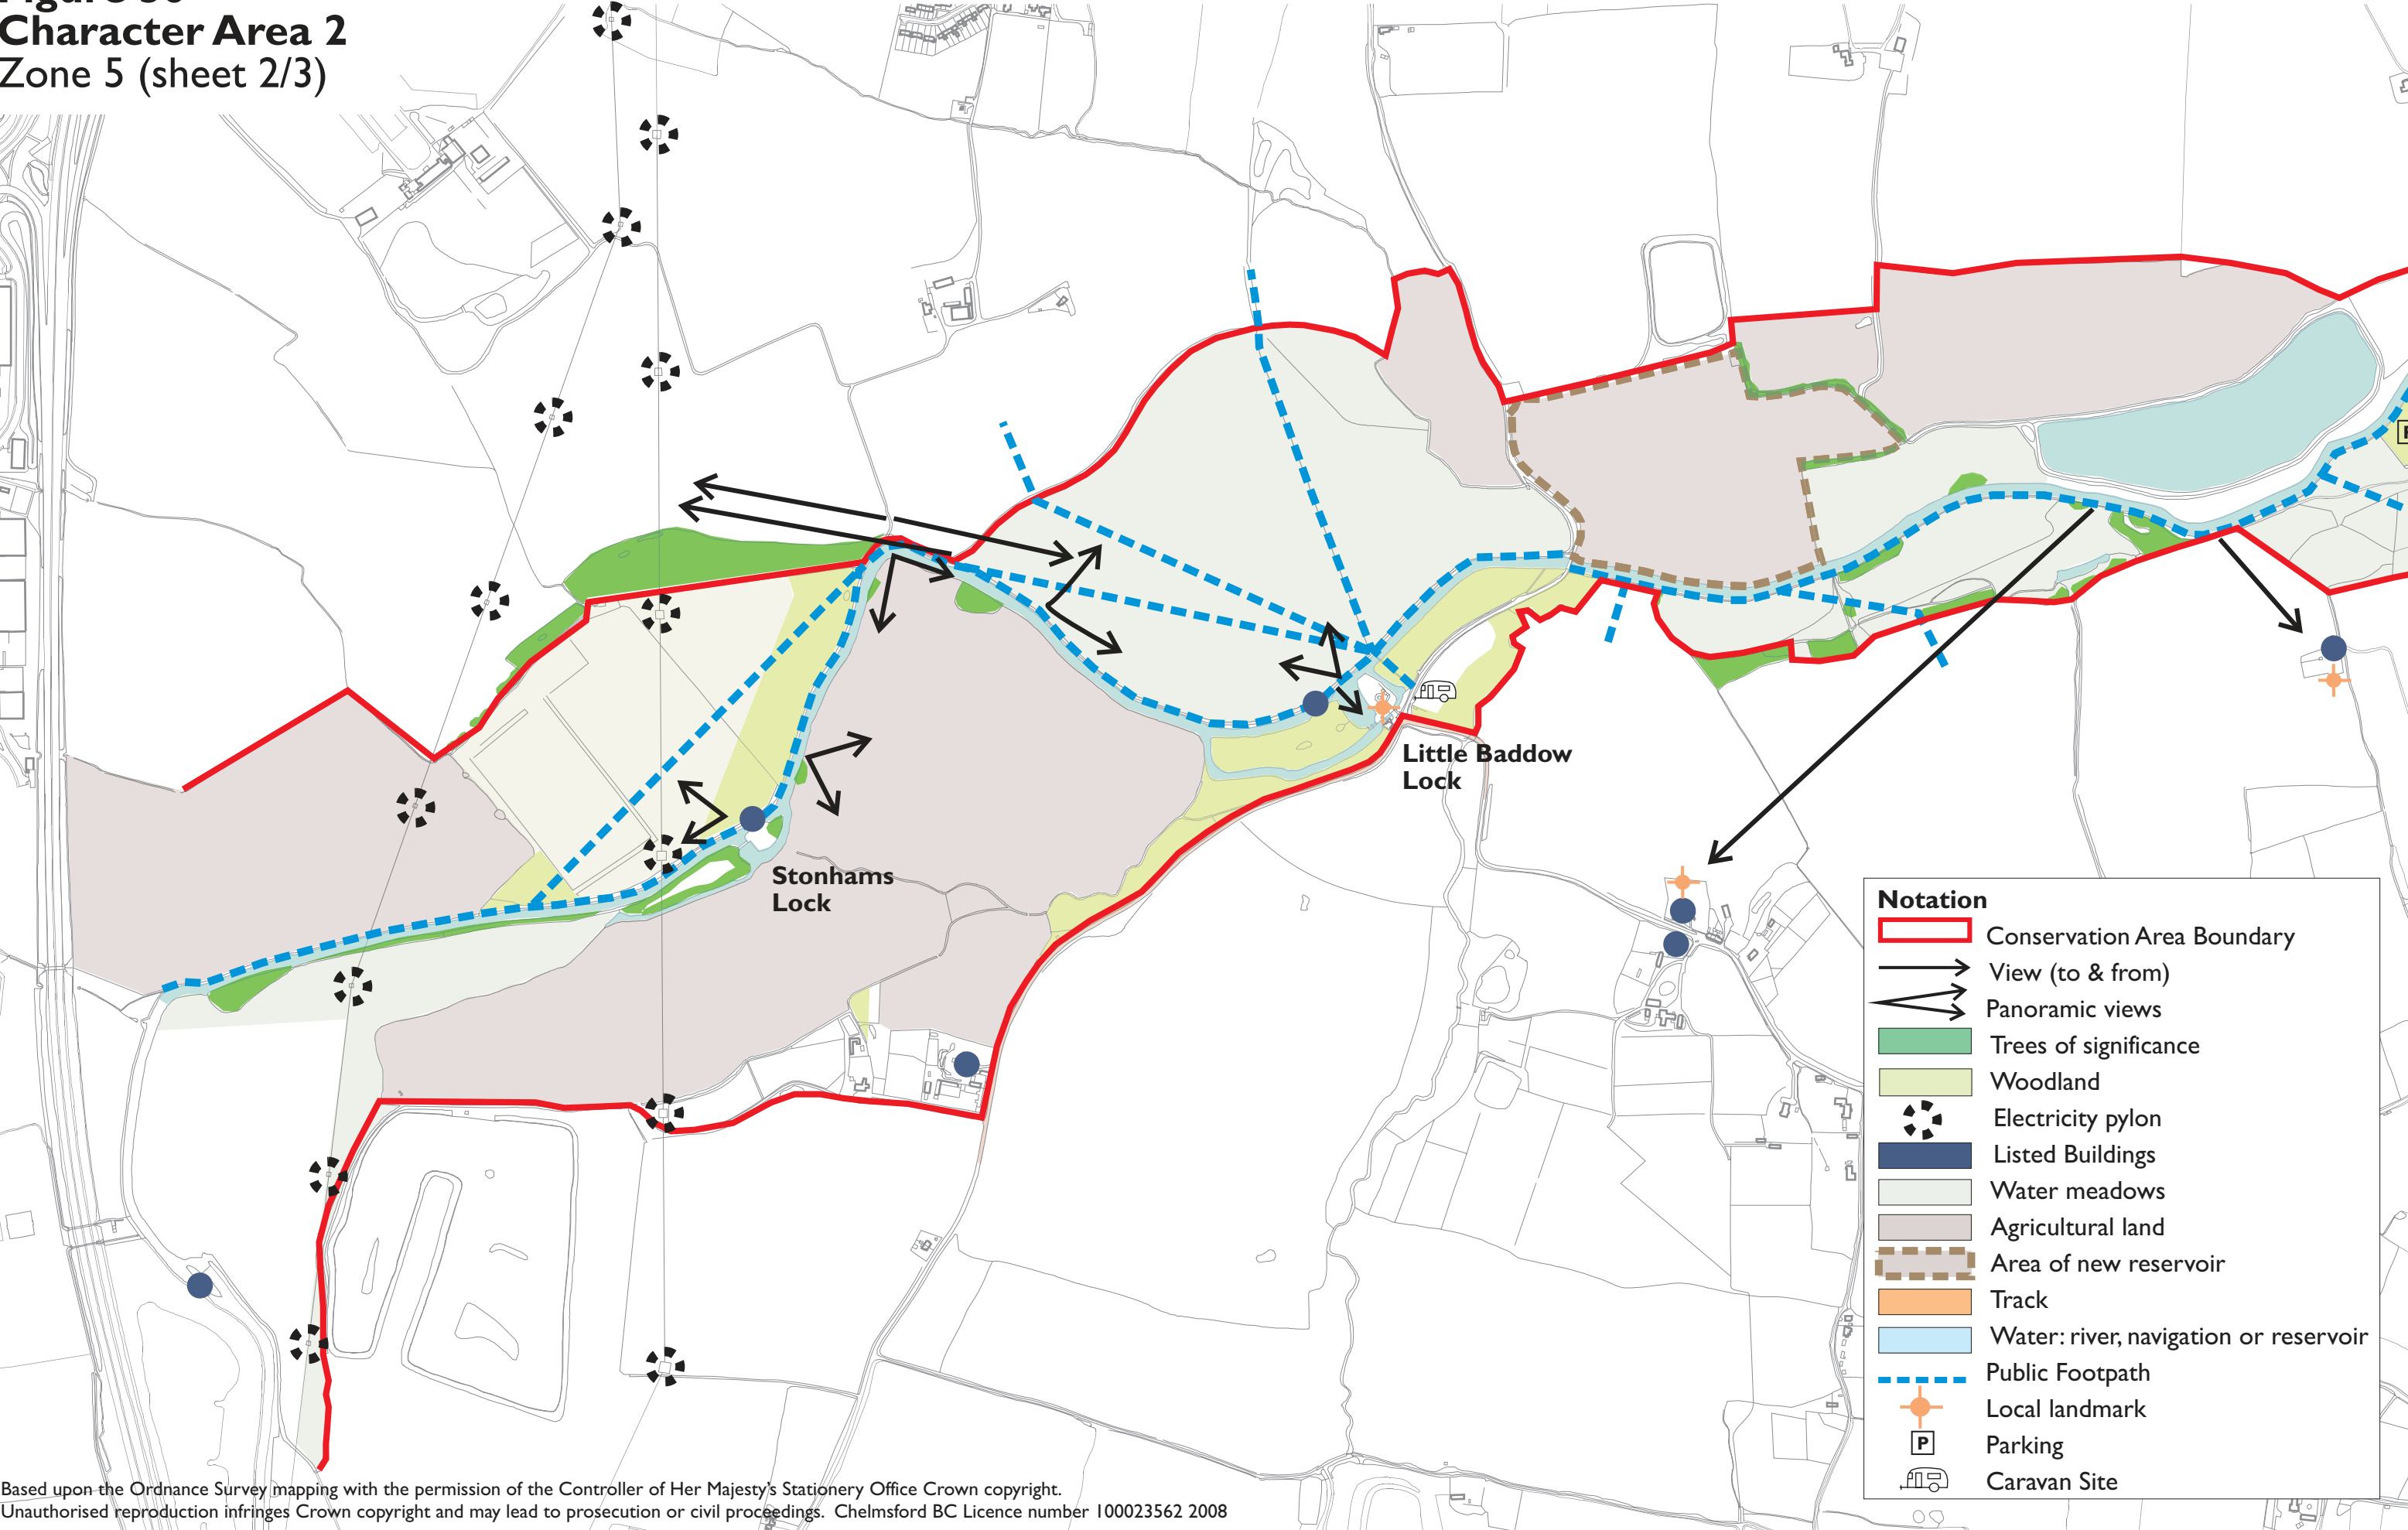 Character Area 2
Zone 5 (sheet 2/3)
Little Baddow
Lock
Stonhams
Lock
Notation
Conservation Area Boundary
View (to & from)
Panoramic views
Trees of significance
Woodland
Electricity pylon
Listed Buildings
Water meadows
Agricultural land
Area of new reservoir
Track
Water: river, navigation or reservoir
Public Footpath
Local landmark
P
Parking
Caravan Site
Based upon the Ordnance Survey mapping with the permission of the Controller of Her Majesty's Stationery Office Crown copyright.
Unauthorised reproduction infringes Crown copyright and may lead to prosecution or civil proceedings. Chelmsford BC Licence number 100023562 2008